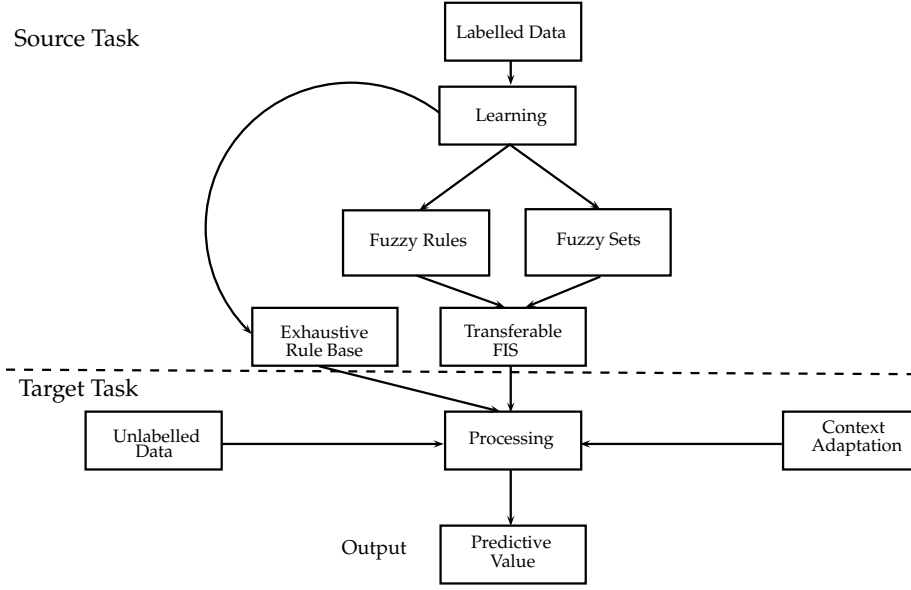 Labelled Data
Source Task
Learning
Fuzzy Rules
Fuzzy Sets
Exhaustive
Rule Base
Transferable
FIS
Target Task
Unlabelled
Data
Processing
Context
Adaptation
Output
Predictive
Value